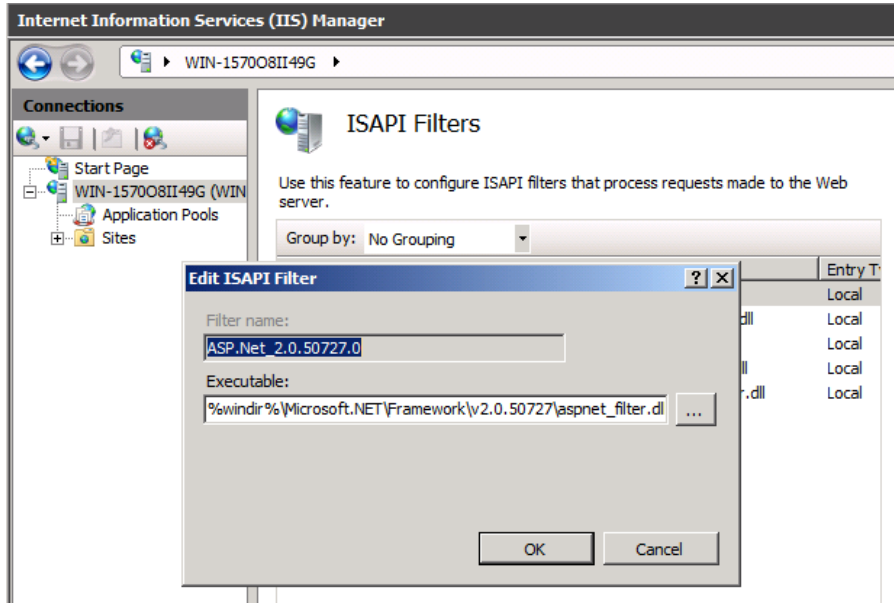 Internet Information Services (IIS) Manager
WIN-1570O8II49G
Connections
Start Page
WIN-1570O8II49G (WIN
Application Pools
Sites
ISAPI Filters
Use this feature to configure ISAPI filters that process requests made to the Web
server.
Group by: No Grouping
Entry T
Local
dll Local
Local
ll Local
r.dll Local
Edit ISAPI Filter
Filter name:
ASP.Net_2.0.50727.0
Executable:
%windir%\Microsoft.NET\Framework\v2.0.50727\aspnet_filter.dl
...
OK Cancel